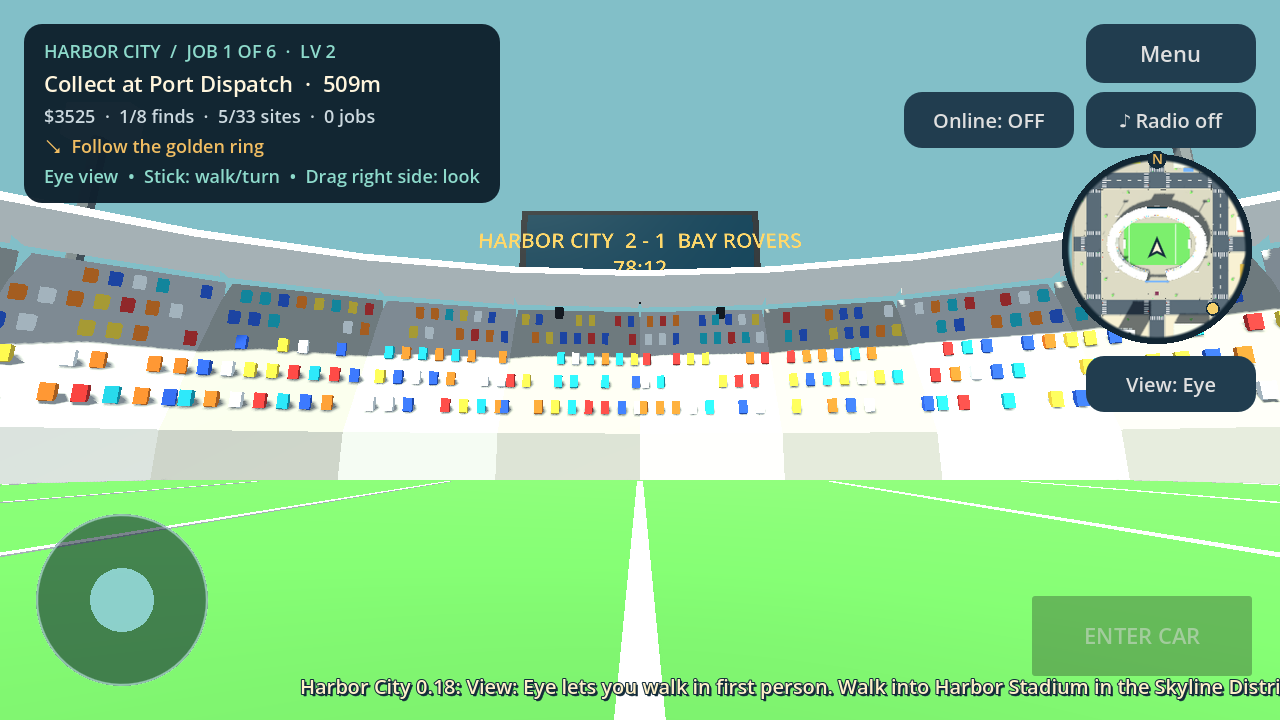 HARBOR CITY / JOB 1 OF 6 · LV 2
Collect at Port Dispatch · 509m
$3525 · 1/8 finds · 5/33 sites · 0 jobs
↘ Follow the golden ring
Eye view • Stick: walk/turn • Drag right side: look
Menu
Online: OFF
♪ Radio off
N
HARBOR CITY 2 - 1 BAY ROVERS
78:12
View: Eye
ENTER CAR
Harbor City 0.18: View: Eye lets you walk in first person. Walk into Harbor Stadium in the Skyline Distri